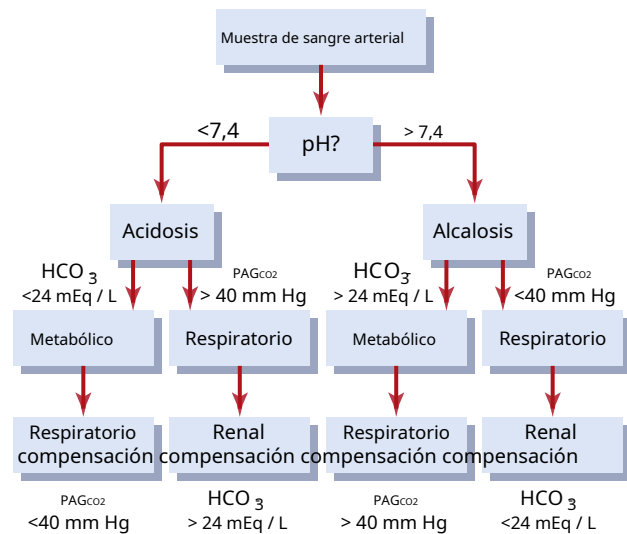 Muestra de sangre arterial
<7,4
pH?
> 7,4
Acidosis
Alcalosis
HCO 3
<24 mEq / L
PAGCO2
> 40 mm Hg
HCO3-
> 24 mEq / L
PAGCO2
<40 mm Hg
Metabólico
Respiratorio
Metabólico
Respiratorio
Respiratorio
compensación
Renal
compensación
Respiratorio
compensación
Renal
compensación
PAGCO2
<40 mm Hg
HCO 3
> 24 mEq / L
PAGCO2
> 40 mm Hg
HCO 3
<24 mEq / L